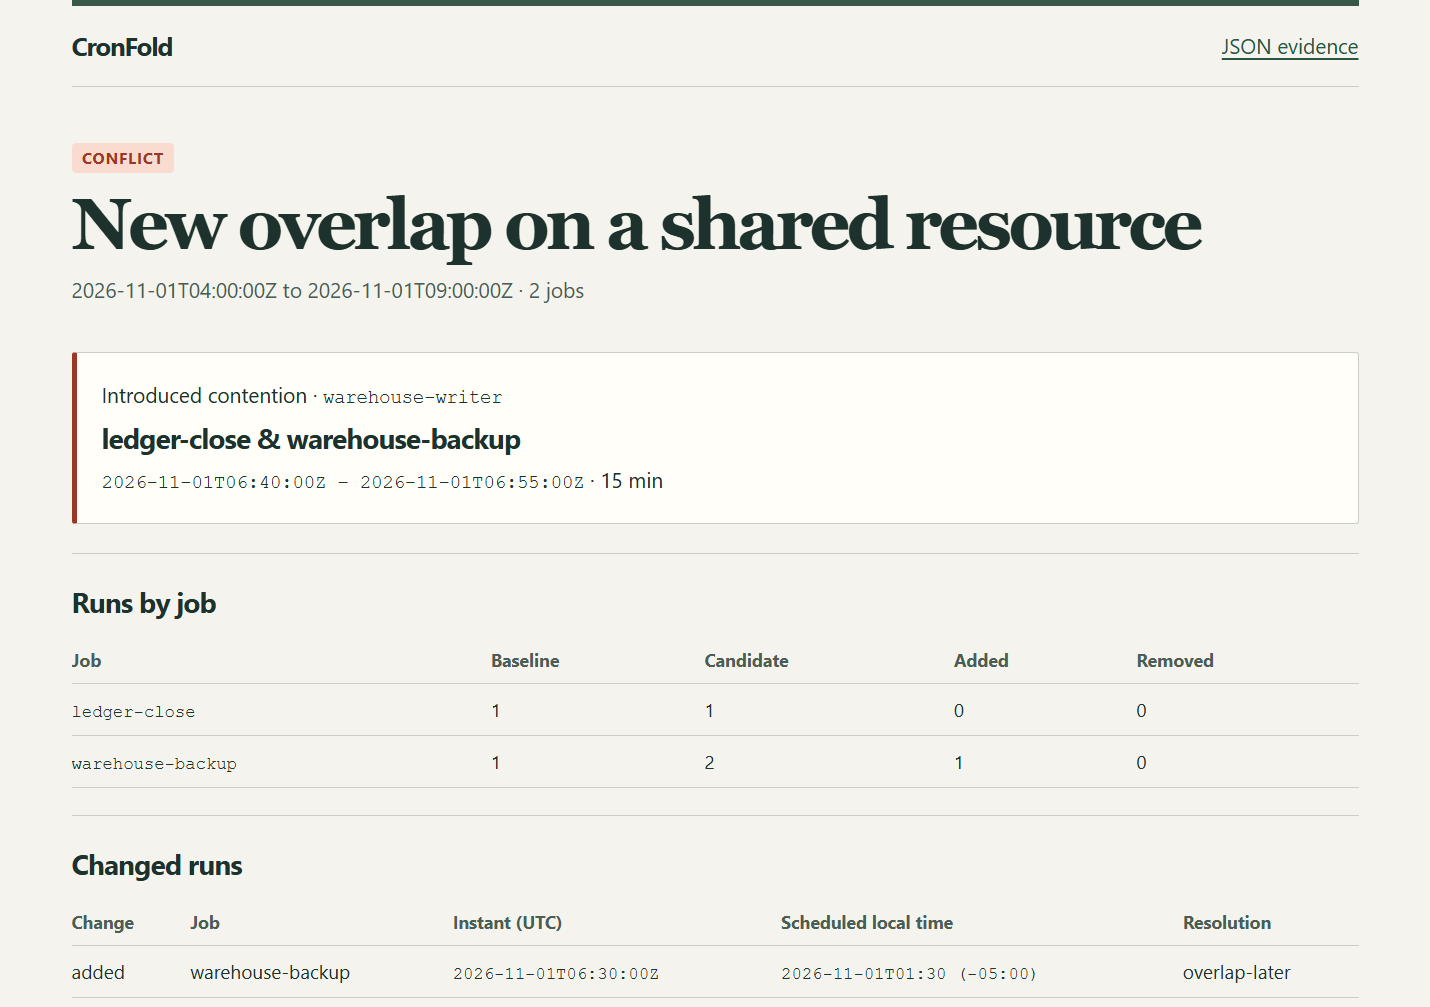 CronFold JSON evidence
CONFLICT
New overlap on a shared resource
2026-11-01T04:00:00Z to 2026-11-01T09:00:00Z · 2 jobs
Introduced contention · warehouse-writer
ledger-close & warehouse-backup
2026-11-01T06:40:00Z – 2026-11-01T06:55:00Z · 15 min
Runs by job
Job Baseline Candidate Added Removed
ledger-close 1 1 0 0
warehouse-backup 1 2 1 0
Changed runs
Change Job Instant (UTC) Scheduled local time Resolution
added warehouse-backup 2026-11-01T06:30:00Z 2026-11-01T01:30 (-05:00) overlap-later